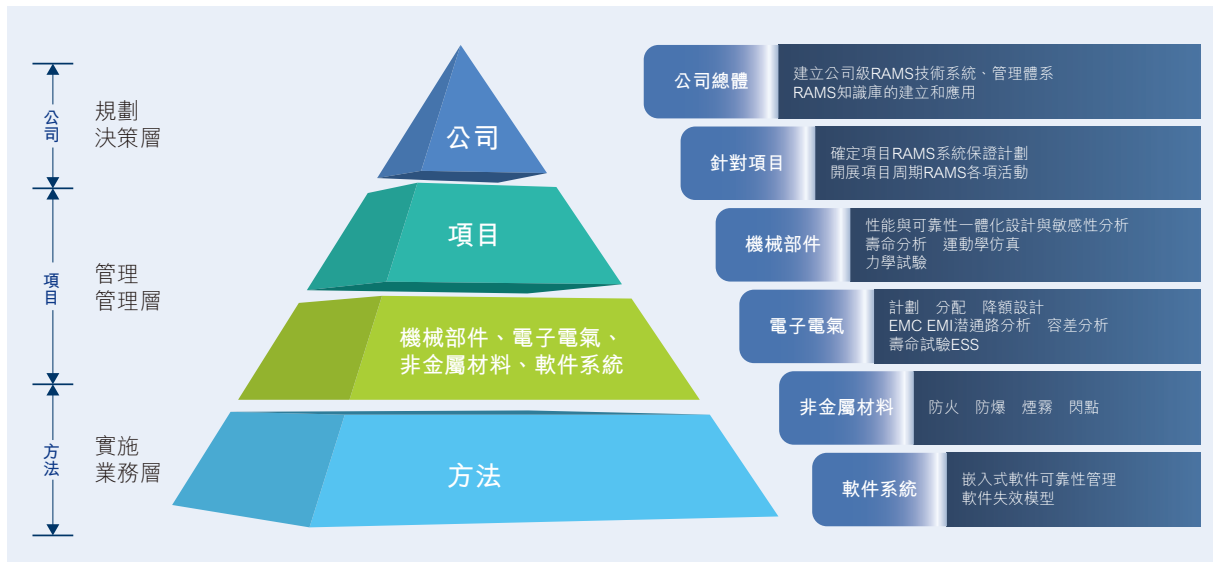 公司
規劃
決策層
項目
管理
管理層
方法
實施
業務層
公司
項目
機械部件、電子電氣、
非金屬材料、軟件系統
方法
公司總體
建立公司級RAMS技術系統、管理體系
RAMS知識庫的建立和應用
針對項目
確定項目RAMS系統保證計劃
開展項目周期RAMS各項活動
機械部件
性能與可靠性一體化設計與敏感性分析
壽命分析　運動學仿真
力學試驗
電子電氣
計劃　分配　降額設計
EMC EMI潜通路分析　容差分析
壽命試驗ESS
非金屬材料
防火　防爆　煙霧　閃點
軟件系統
嵌入式軟件可靠性管理
軟件失效模型